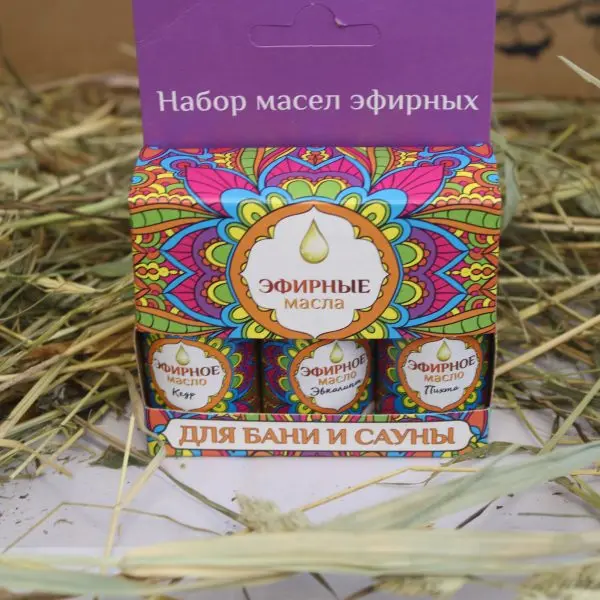 Набор масел эфирных
ЭФИРНЫЕ
масла
ЭФИРНОЕ
масло
Кедр
ЭФИРНОЕ
масло
Эвкалипт
ЭФИРНОЕ
масло
Пихта
ДЛЯ БАНИ И САУНЫ